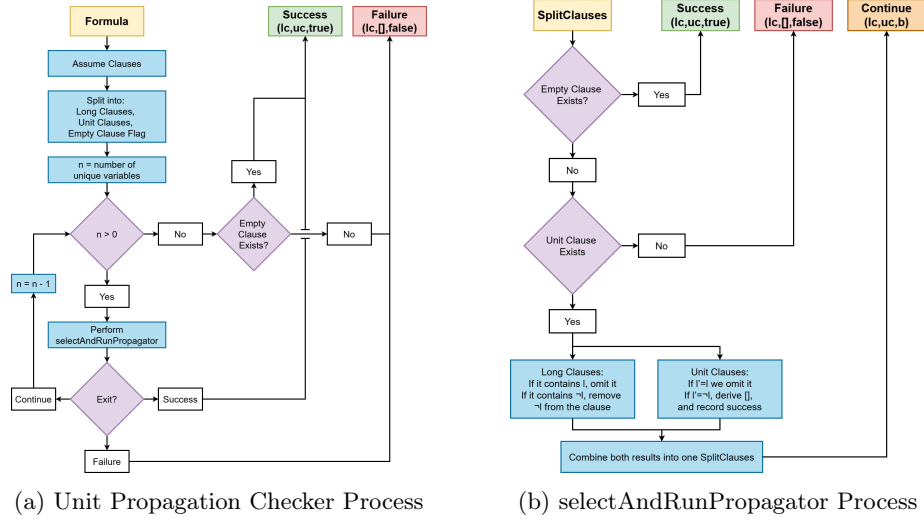 Formula
Success
(lc,uc,true)
Failure
(lc,[],false)
Assume Clauses
Split into:
Long Clauses,
Unit Clauses,
Empty Clause Flag
n = number of
unique variables
Yes
n > 0
No
Empty
Clause
Exists?
No
n = n - 1
Yes
Perform
selectAndRunPropagator
Continue
Exit?
Success
Failure
(a) Unit Propagation Checker Process
SplitClauses
Success
(lc,uc,true)
Failure
(lc,[],false)
Continue
(lc,uc,b)
Empty Clause
Exists?
Yes
No
Unit Clause
Exists
No
Yes
Long Clauses:
If it contains l, omit it
If it contains ¬l, remove
¬l from the clause
Unit Clauses:
If l'=l we omit it
If l'=¬l, derive [],
and record success
Combine both results into one SplitClauses
(b) selectAndRunPropagator Process